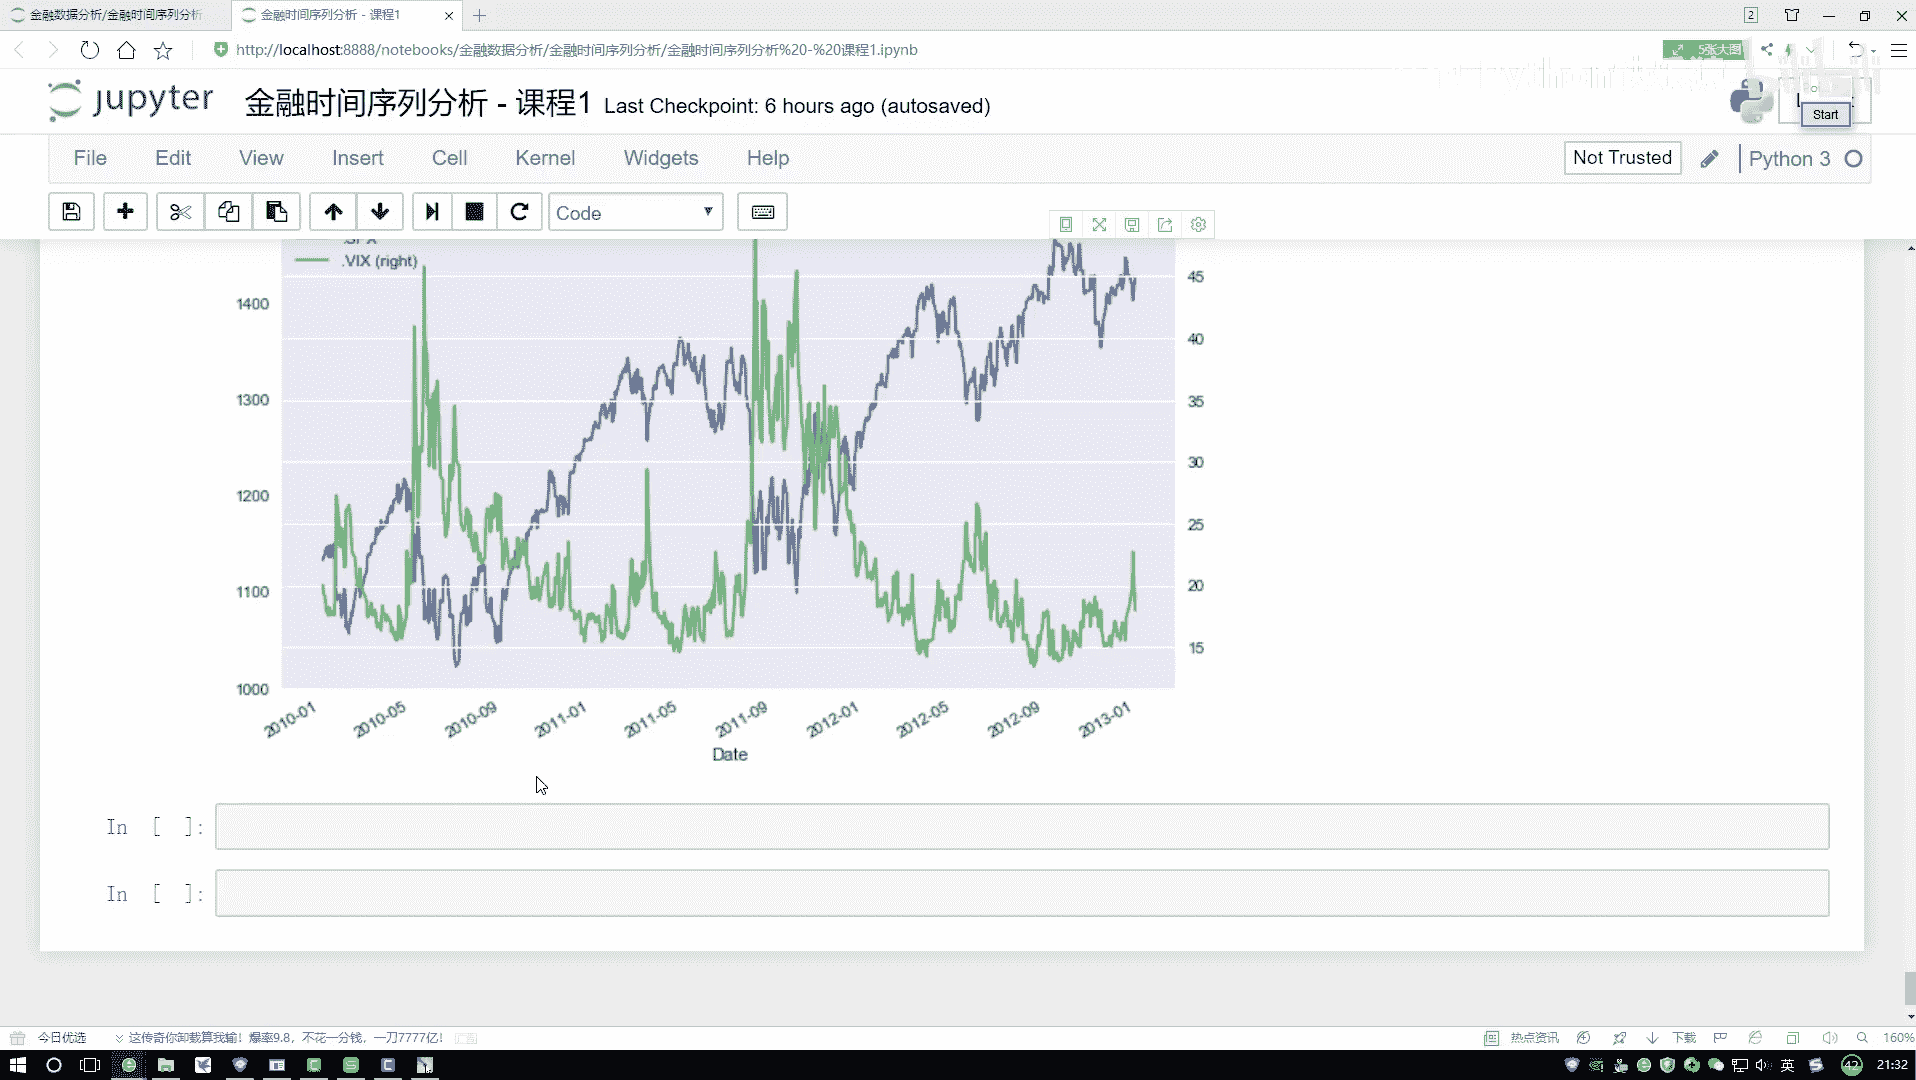 金融数据分析/金融时间序列分析
金融时间序列分析 - 课程1
2
http://localhost:8888/notebooks/金融数据分析/金融时间序列分析/金融时间序列分析%20-%20课程1.ipynb
5张大图
jupyter
金融时间序列分析 - 课程1
Last Checkpoint: 6 hours ago (autosaved)
Start
File Edit View Insert Cell Kernel Widgets Help
Not Trusted
Python 3
Code
.SPX
.VIX (right)
1400
1300
1200
1100
1000
45
40
35
30
25
20
15
2010-01
2010-05
2010-09
2011-01
2011-05
2011-09
2012-01
2012-05
2012-09
2013-01
Date
In [ ]:
In [ ]:
今日优选
这传奇你卸载算我输！爆率9.8，不花一分钱，一刀7777亿！
热点资讯
下载
160%
英
42
21:32